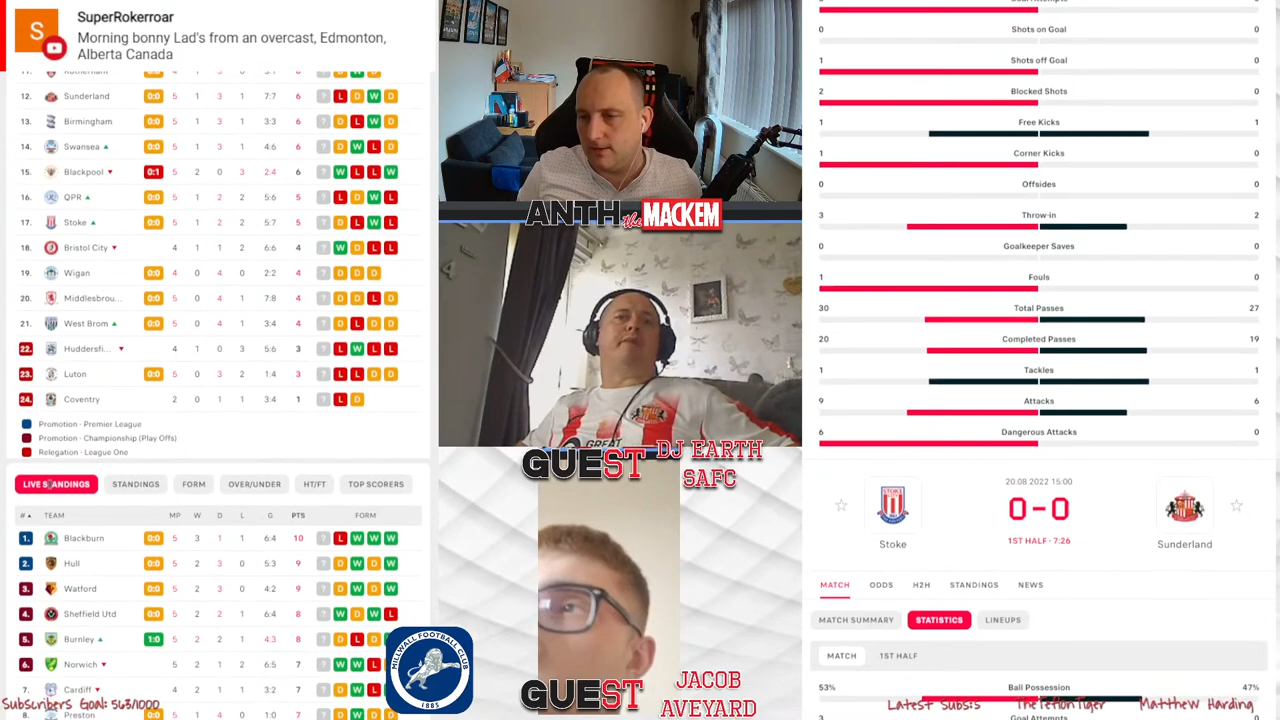 SuperRokerroar
Morning bonny Lad's from an overcast, Edmonton,
Alberta Canada
12. Sunderland 0:0 5 1 3 1 7:7 6 ? L D W D
13. Birmingham 0:0 5 1 3 1 3:3 6 ? D L W D
14. Swansea 0:0 5 1 3 1 4:6 6 ? D W L D
15. Blackpool 0:1 5 2 0 3 2:4 6 ? W L L W
16. QPR 0:0 5 1 2 2 5:6 5 ? L D W L
17. Stoke 0:0 5 1 2 2 5:7 5 ? D L W L
18. Bristol City 4 1 1 2 6:6 4 ? W D L L
19. Wigan 0:0 4 0 4 0 2:2 4 ? D D D
20. Middlesbrou... 0:0 5 0 4 1 7:8 4 ? D D L D
21. West Brom 0:0 5 0 4 1 3:4 4 ? D L D D
22. Huddersfi... 4 1 0 3 5:6 3 ? L W L L
23. Luton 0:0 5 0 3 2 1:4 3 ? L L D D
24. Coventry 2 0 1 1 3:4 1 ? L D
Promotion - Premier League
Promotion - Championship (Play Offs)
Relegation - League One
LIVE STANDINGS STANDINGS FORM OVER/UNDER HT/FT TOP SCORERS
# TEAM MP W D L G PTS FORM
1. Blackburn 0:0 5 3 1 1 6:4 10 ? L W W W
2. Hull 0:0 5 2 3 0 5:3 9 ? D W D W
3. Watford 0:0 5 2 3 0 4:2 9 ? D W D W
4. Sheffield Utd 0:0 5 2 2 1 6:4 8 ? W D W L
5. Burnley 1:0 5 2 2 1 4:3 8 ? D L D
6. Norwich 5 2 1 2 6:5 7 ? W W L
7. Cardiff 4 2 1 1 3:2 7 ? D W L
8. Preston
Subscribers Goal: 563/1000
MILLWALL FOOTBALL CLUB
1885
ANTH the MACKEM
GREAT
GUEST DJ EARTH
SAFC
GUEST JACOB
AVEYARD
0 Shots on Goal 0
1 Shots off Goal 0
2 Blocked Shots 0
1 Free Kicks 1
1 Corner Kicks 0
0 Offsides 0
3 Throw-in 2
0 Goalkeeper Saves 0
1 Fouls 0
30 Total Passes 27
20 Completed Passes 19
1 Tackles 1
9 Attacks 6
6 Dangerous Attacks 0
20.08.2022 15:00
0-0
1ST HALF - 7:26
Stoke Sunderland
MATCH ODDS H2H STANDINGS NEWS
MATCH SUMMARY STATISTICS LINEUPS
MATCH 1ST HALF
53% Ball Possession 47%
3 Goal Attempts 0
Latest Subs:s TheTeflonTiger Matthew Harding